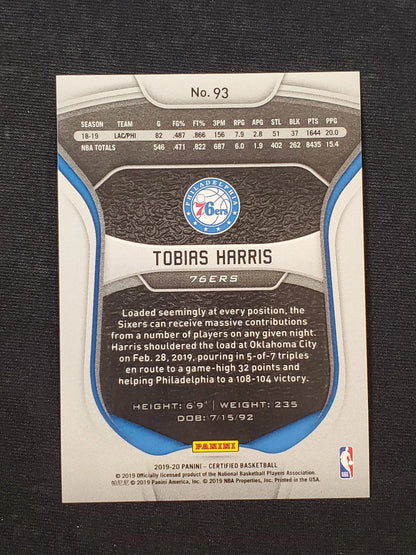 No. 93
SEASON TEAM G FG% FT% 3PM RPG APG STL BLK PTS PPG
18-19 LAC/PHI 82 .487 .866 156 7.9 2.8 51 37 1644 20.0
NBA TOTALS 546 .471 .822 687 6.0 1.9 402 262 8435 15.4
PHILADELPHIA
76ers
TOBIAS HARRIS
76ERS
Loaded seemingly at every position, the
Sixers can receive massive contributions
from a number of players on any given night.
Harris shouldered the load at Oklahoma City
on Feb. 28, 2019, pouring in 5-of-7 triples
en route to a game-high 32 points and
helping Philadelphia to a 108-104 victory.
HEIGHT: 6'9" | WEIGHT: 235
DOB: 7/15/92
PANINI
2019-20 PANINI – CERTIFIED BASKETBALL
© 2019 Officially licensed product of the National Basketball Players Association.
帕尼尼 © 2019 Panini America, Inc. © 2019 NBA Properties, Inc. Printed in the USA.
NBA